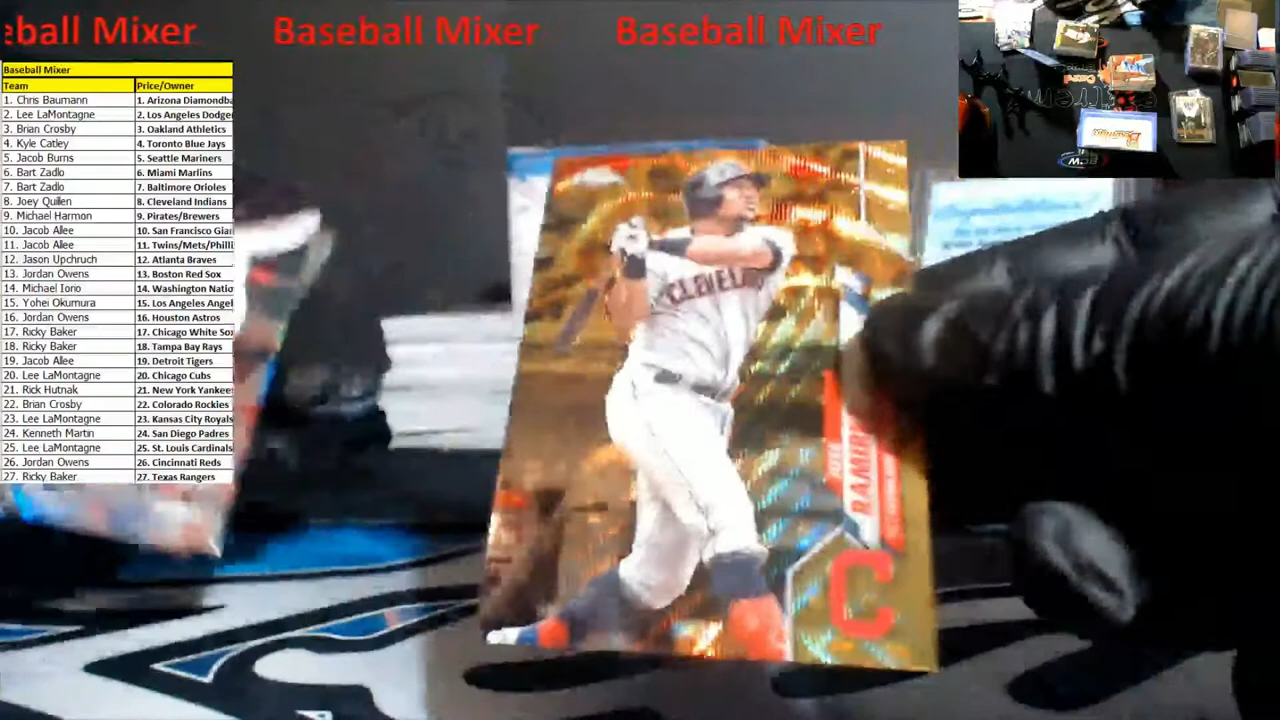 eball Mixer Baseball Mixer Baseball Mixer
Baseball Mixer
Team Price/Owner
1. Chris Baumann 1. Arizona Diamondba
2. Lee LaMontagne 2. Los Angeles Dodger
3. Brian Crosby 3. Oakland Athletics
4. Kyle Catley 4. Toronto Blue Jays
5. Jacob Burns 5. Seattle Mariners
6. Bart Zadlo 6. Miami Marlins
7. Bart Zadlo 7. Baltimore Orioles
8. Joey Quillen 8. Cleveland Indians
9. Michael Harmon 9. Pirates/Brewers
10. Jacob Allee 10. San Francisco Gian
11. Jacob Allee 11. Twins/Mets/Philli
12. Jason Upchruch 12. Atlanta Braves
13. Jordan Owens 13. Boston Red Sox
14. Michael Iorio 14. Washington Natio
15. Yohei Okumura 15. Los Angeles Angel
16. Jordan Owens 16. Houston Astros
17. Ricky Baker 17. Chicago White Sox
18. Ricky Baker 18. Tampa Bay Rays
19. Jacob Allee 19. Detroit Tigers
20. Lee LaMontagne 20. Chicago Cubs
21. Rick Hutnak 21. New York Yankee
22. Brian Crosby 22. Colorado Rockies
23. Lee LaMontagne 23. Kansas City Royals
24. Kenneth Martin 24. San Diego Padres
25. Lee LaMontagne 25. St. Louis Cardinals
26. Jordan Owens 26. Cincinnati Reds
27. Ricky Baker 27. Texas Rangers
CLEVELAN
JOSÉ
RAMIR
C